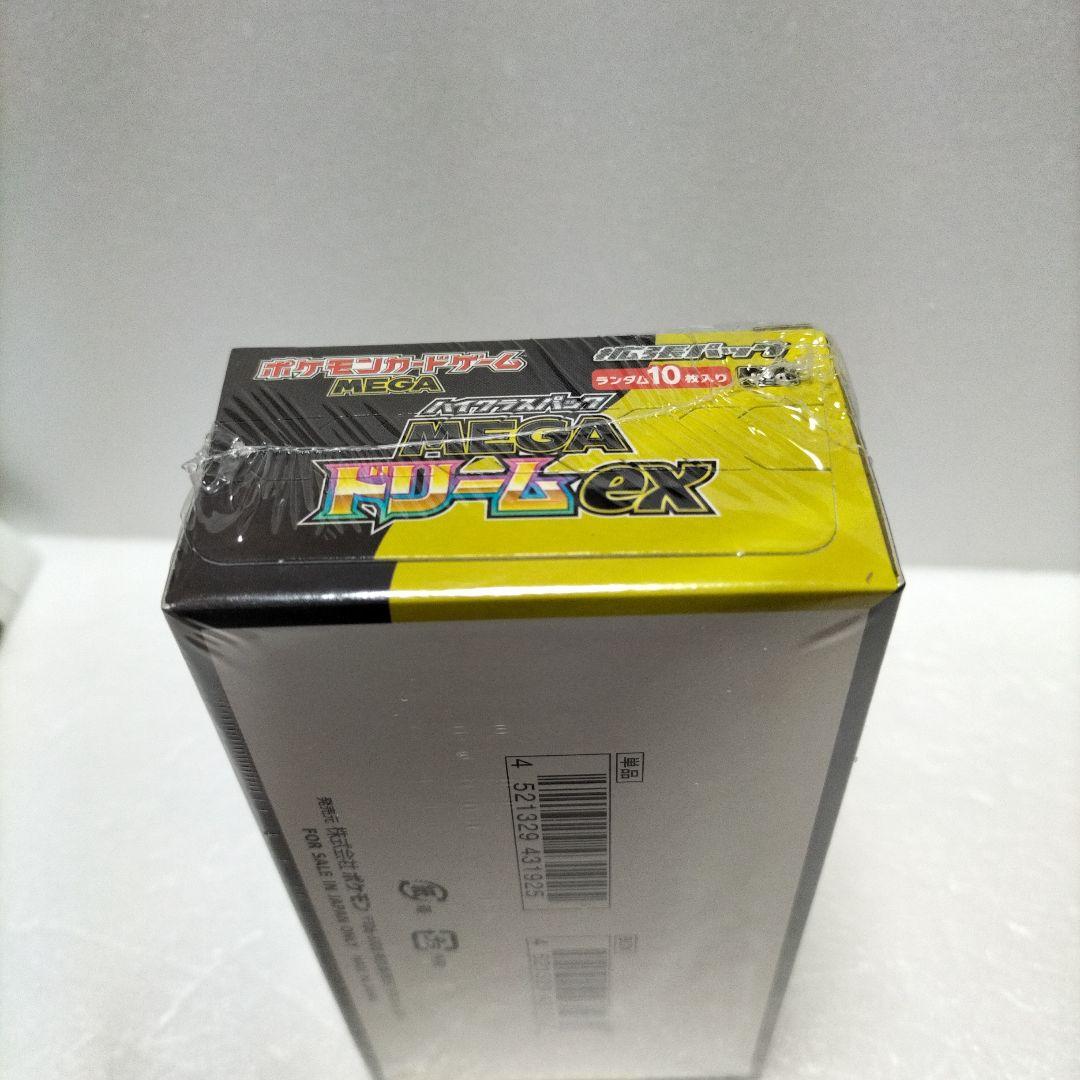 ポケモンカードゲーム
MEGA
拡張パック
ランダム10枚入り
ハイクラスパック
MEGA
ドリームex
単品
4 521329 431925
発売元 株式会社 ポケモン
FOR SALE IN JAPAN ONLY